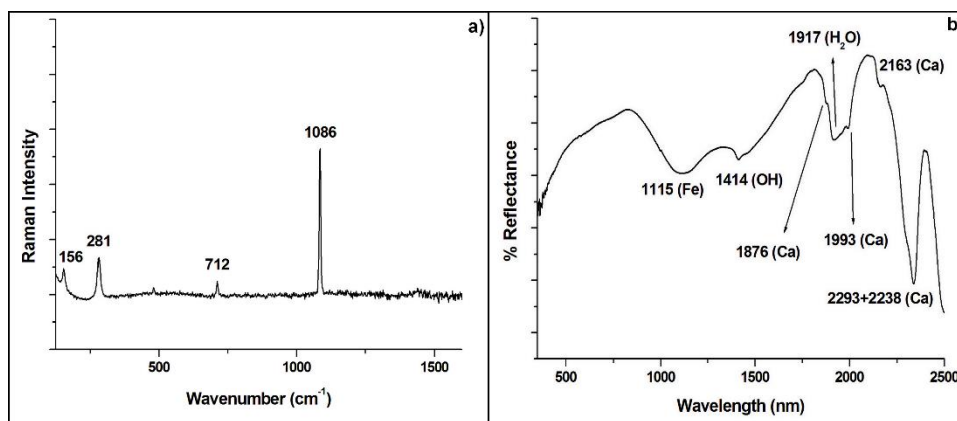 a)
1086
281
156
712
Raman Intensity
500
1000
1500
Wavenumber (cm⁻¹)
b)
1917 (H₂O)
2163 (Ca)
1115 (Fe)
1414 (OH)
1876 (Ca)
1993 (Ca)
2293+2238 (Ca)
% Reflectance
500
1000
1500
2000
2500
Wavelength (nm)